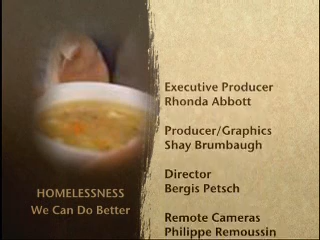 HOMELESSNESS
We Can Do Better
Executive Producer
Rhonda Abbott
Producer/Graphics
Shay Brumbaugh
Director
Bergis Petsch
Remote Cameras
Philippe Remoussin